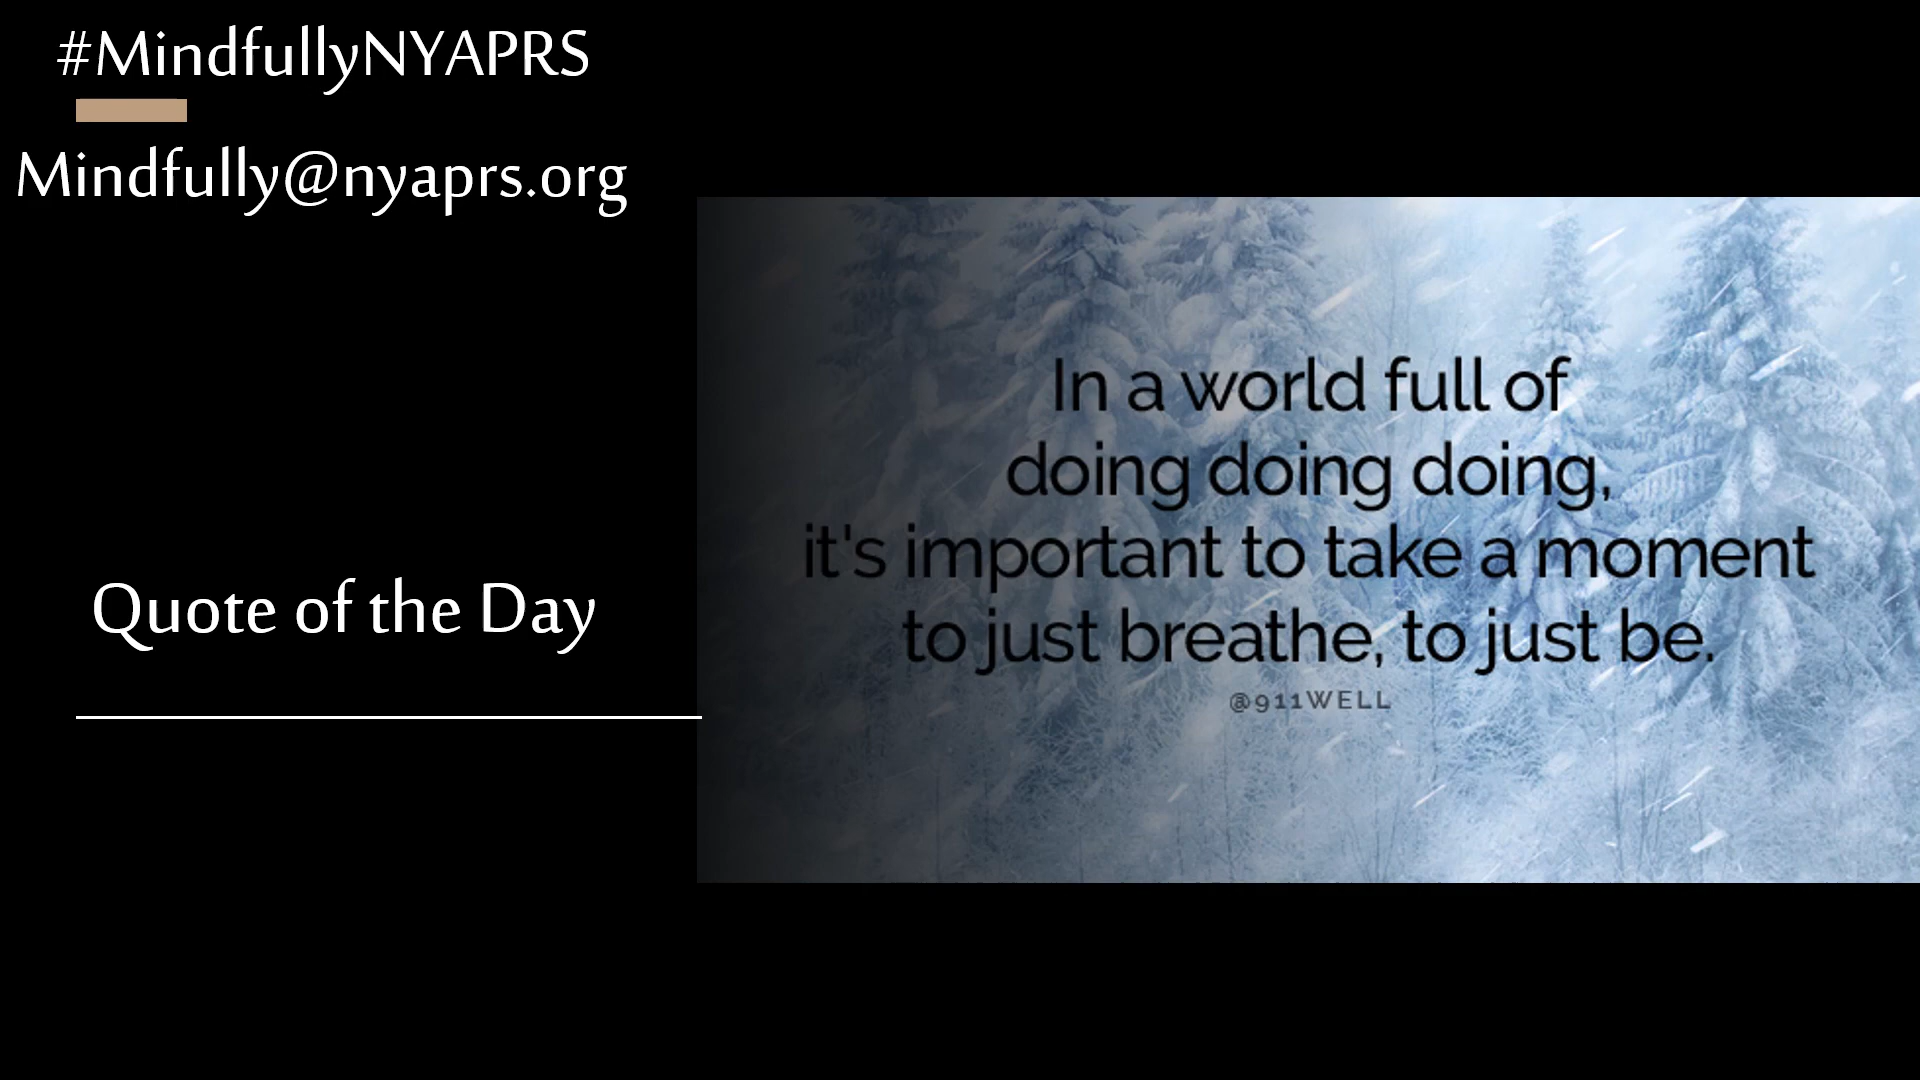 #MindfullyNYAPRS
Mindfully@nyaprs.org
Quote of the Day
In a world full of
doing doing doing,
it's important to take a moment
to just breathe, to just be.
@911WELL